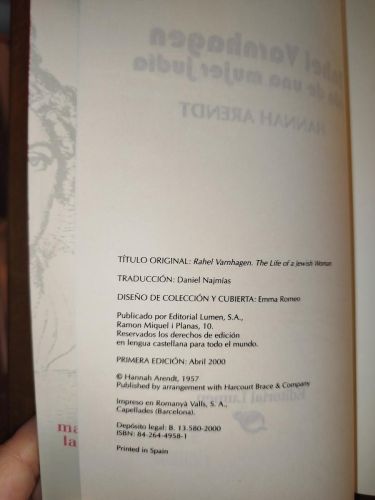 TÍTULO ORIGINAL: Rahel Varnhagen. The Life of a Jewish Woman
TRADUCCIÓN: Daniel Najmías
DISEÑO DE COLECCIÓN Y CUBIERTA: Emma Romeo
Publicado por Editorial Lumen, S.A.,
Ramon Miquel i Planas, 10.
Reservados los derechos de edición
en lengua castellana para todo el mundo.
PRIMERA EDICIÓN: Abril 2000
© Hannah Arendt, 1957
Published by arrangement with Harcourt Brace & Company
Impreso en Romanyà Valls, S. A.,
Capellades (Barcelona).
Depósito legal: B. 13.580-2000
ISBN: 84-264-4958-1
Printed in Spain
ma
la